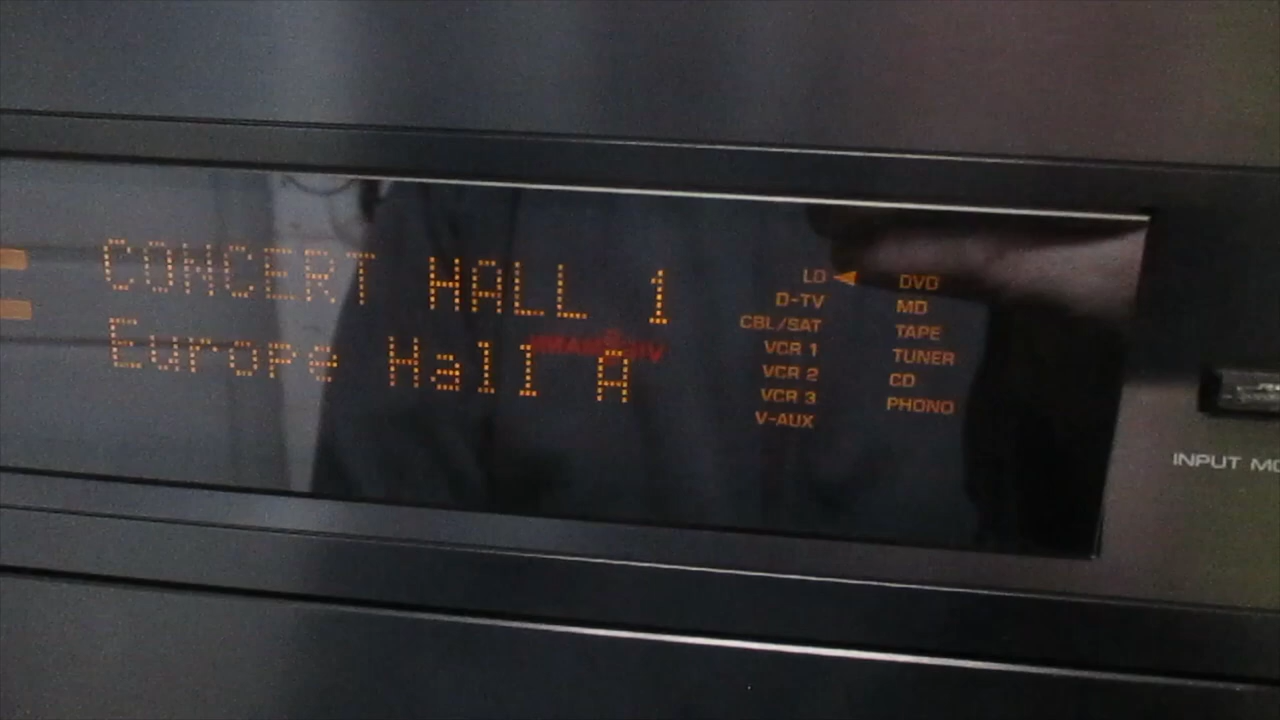 CONCERT HALL 1
Europe Hall A
LD
D-TV
CBL/SAT
VCR 1
VCR 2
VCR 3
V-AUX
DVD
MD
TAPE
TUNER
CD
PHONO
INPUT